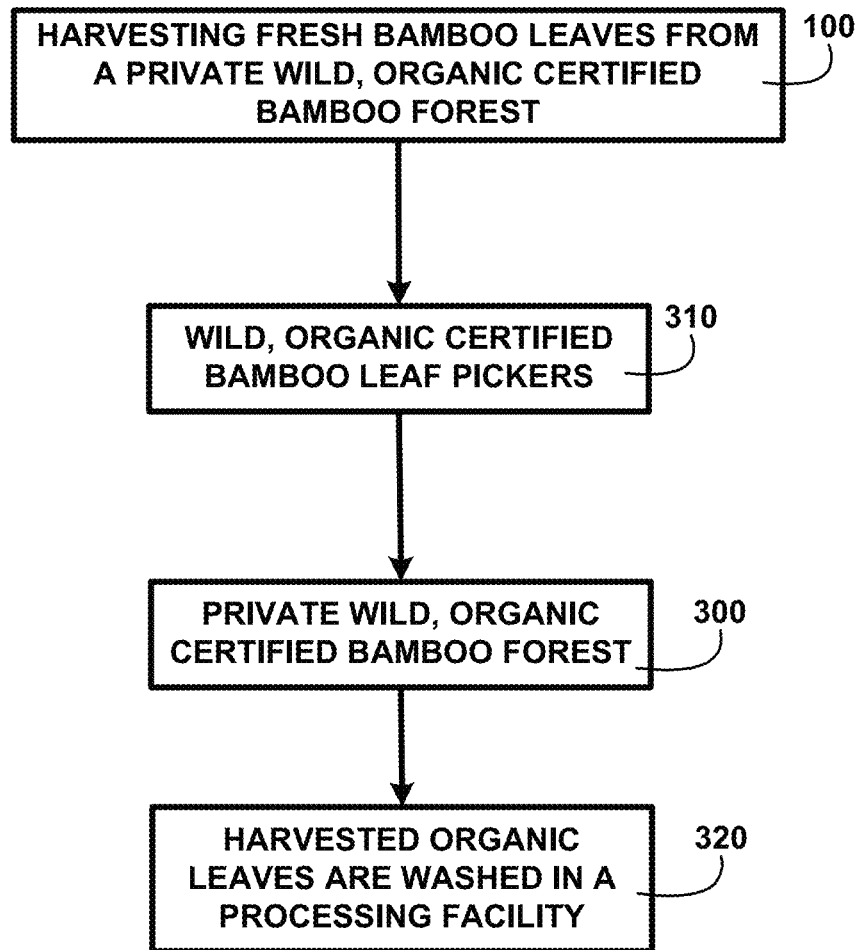 HARVESTING FRESH BAMBOO LEAVES FROM
A PRIVATE WILD, ORGANIC CERTIFIED
BAMBOO FOREST
100
WILD, ORGANIC CERTIFIED
BAMBOO LEAF PICKERS
310
PRIVATE WILD, ORGANIC
CERTIFIED BAMBOO FOREST
300
HARVESTED ORGANIC
LEAVES ARE WASHED IN A
PROCESSING FACILITY
320